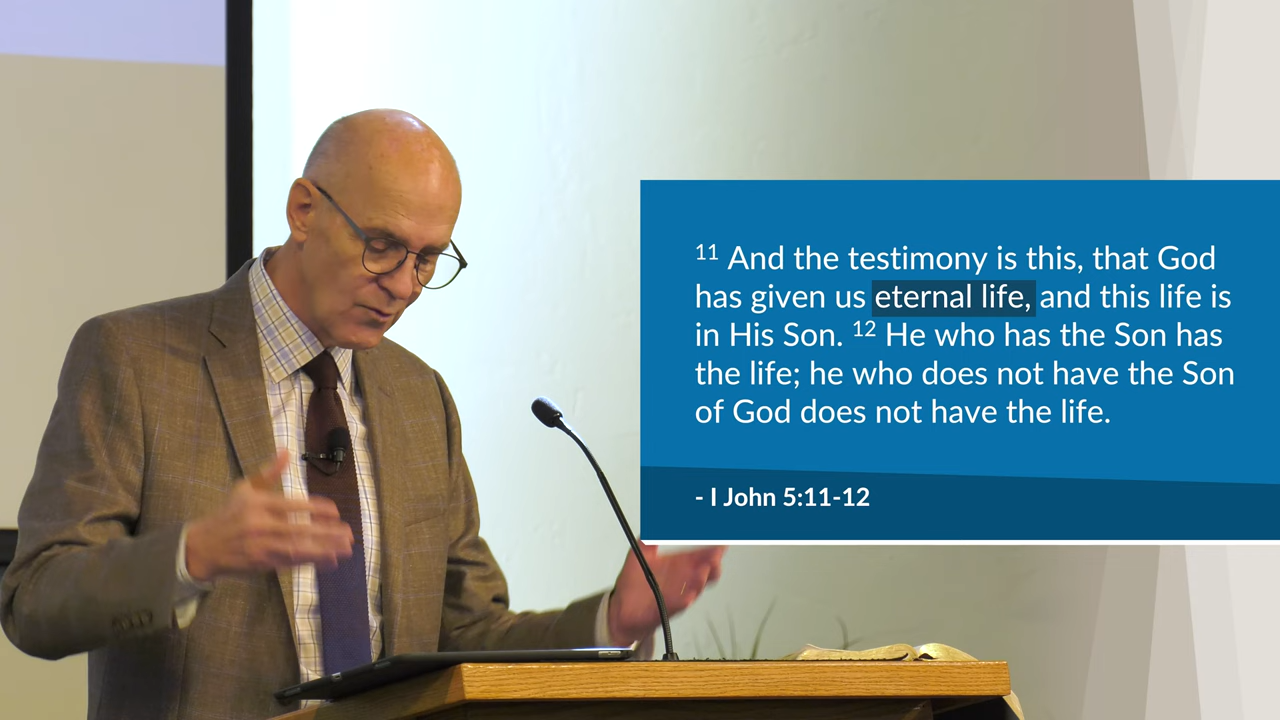 11 And the testimony is this, that God
has given us eternal life, and this life is
in His Son. 12 He who has the Son has
the life; he who does not have the Son
of God does not have the life.
- I John 5:11-12